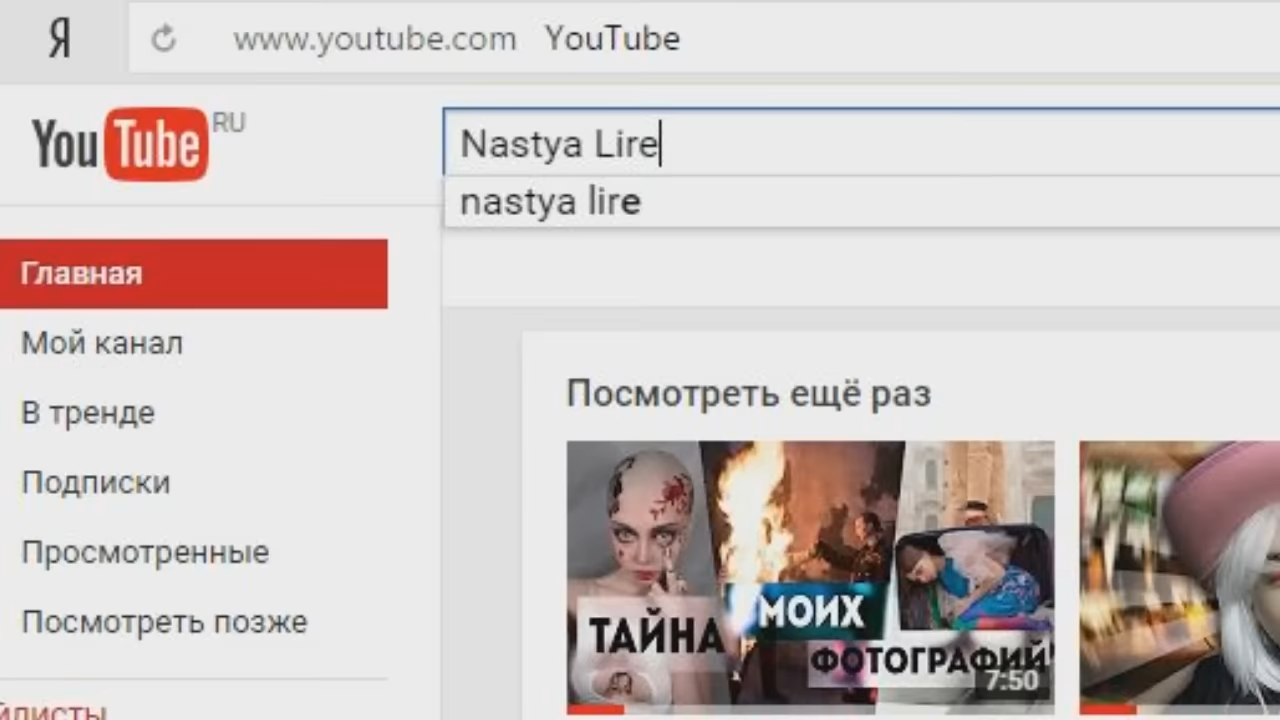 Я www.youtube.com YouTube
YouTube RU
Nastya Lire
nastya lire
Главная
Мой канал
В тренде
Подписки
Просмотренные
Посмотреть позже
Посмотреть ещё раз
ТАЙНА
МОИХ
ФОТОГРАФИЙ
7:50